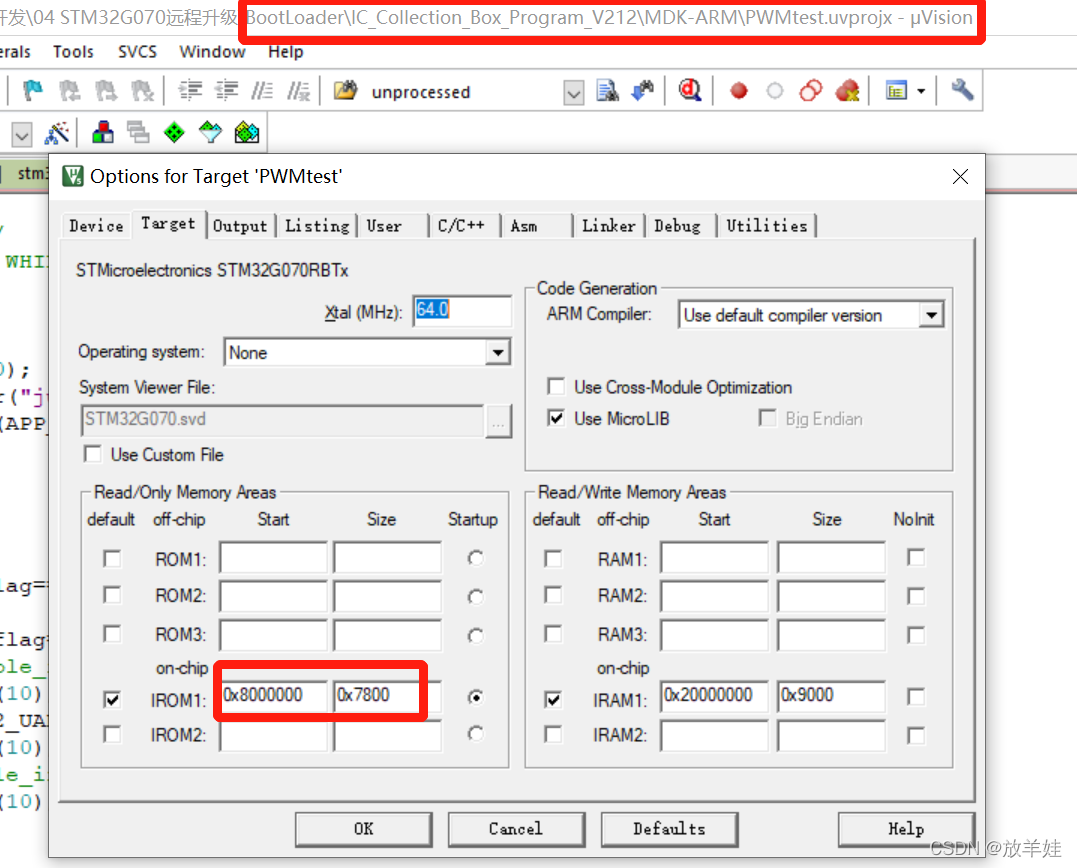 开发\04 STM32G070远程升级\BootLoader\IC_Collection_Box_Program_V212\MDK-ARM\PWMtest.uvprojx - µVision
erals Tools SVCS Window Help
unprocessed
stm3
Options for Target 'PWMtest'
Device Target Output Listing User C/C++ Asm Linker Debug Utilities
STMicroelectronics STM32G070RBTx
Xtal (MHz): 64.0
Operating system: None
System Viewer File:
STM32G070.svd ...
Use Custom File
Code Generation
ARM Compiler: Use default compiler version
Use Cross-Module Optimization
Use MicroLIB Big Endian
Read/Only Memory Areas
default off-chip Start Size Startup
ROM1:
ROM2:
ROM3:
on-chip
IROM1: 0x8000000 0x7800
IROM2:
Read/Write Memory Areas
default off-chip Start Size NoInit
RAM1:
RAM2:
RAM3:
on-chip
IRAM1: 0x20000000 0x9000
IRAM2:
OK Cancel Defaults Help
WHI
);
("j
(APP_
lag==
flag=
ole_i
(10)
2_UA
(10)
le_i
(10)
CSDN @放羊娃